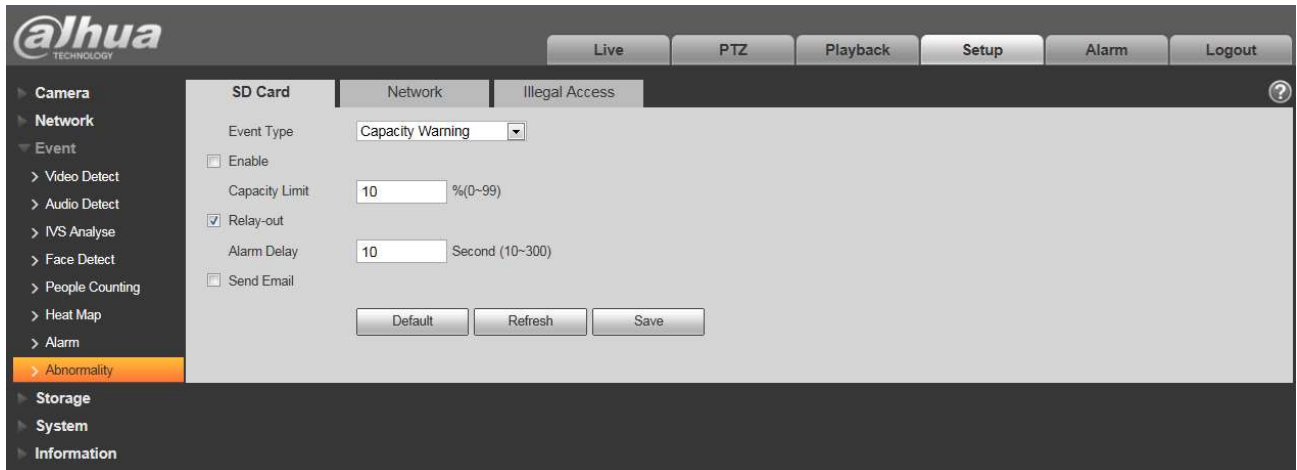 alhua
TECHNOLOGY
Live PTZ Playback Setup Alarm Logout
Camera
Network
Event
> Video Detect
> Audio Detect
> IVS Analyse
> Face Detect
> People Counting
> Heat Map
> Alarm
> Abnormality
Storage
System
Information
SD Card Network Illegal Access
?
Event Type Capacity Warning
Enable
Capacity Limit 10 %(0~99)
Relay-out
Alarm Delay 10 Second (10~300)
Send Email
Default Refresh Save